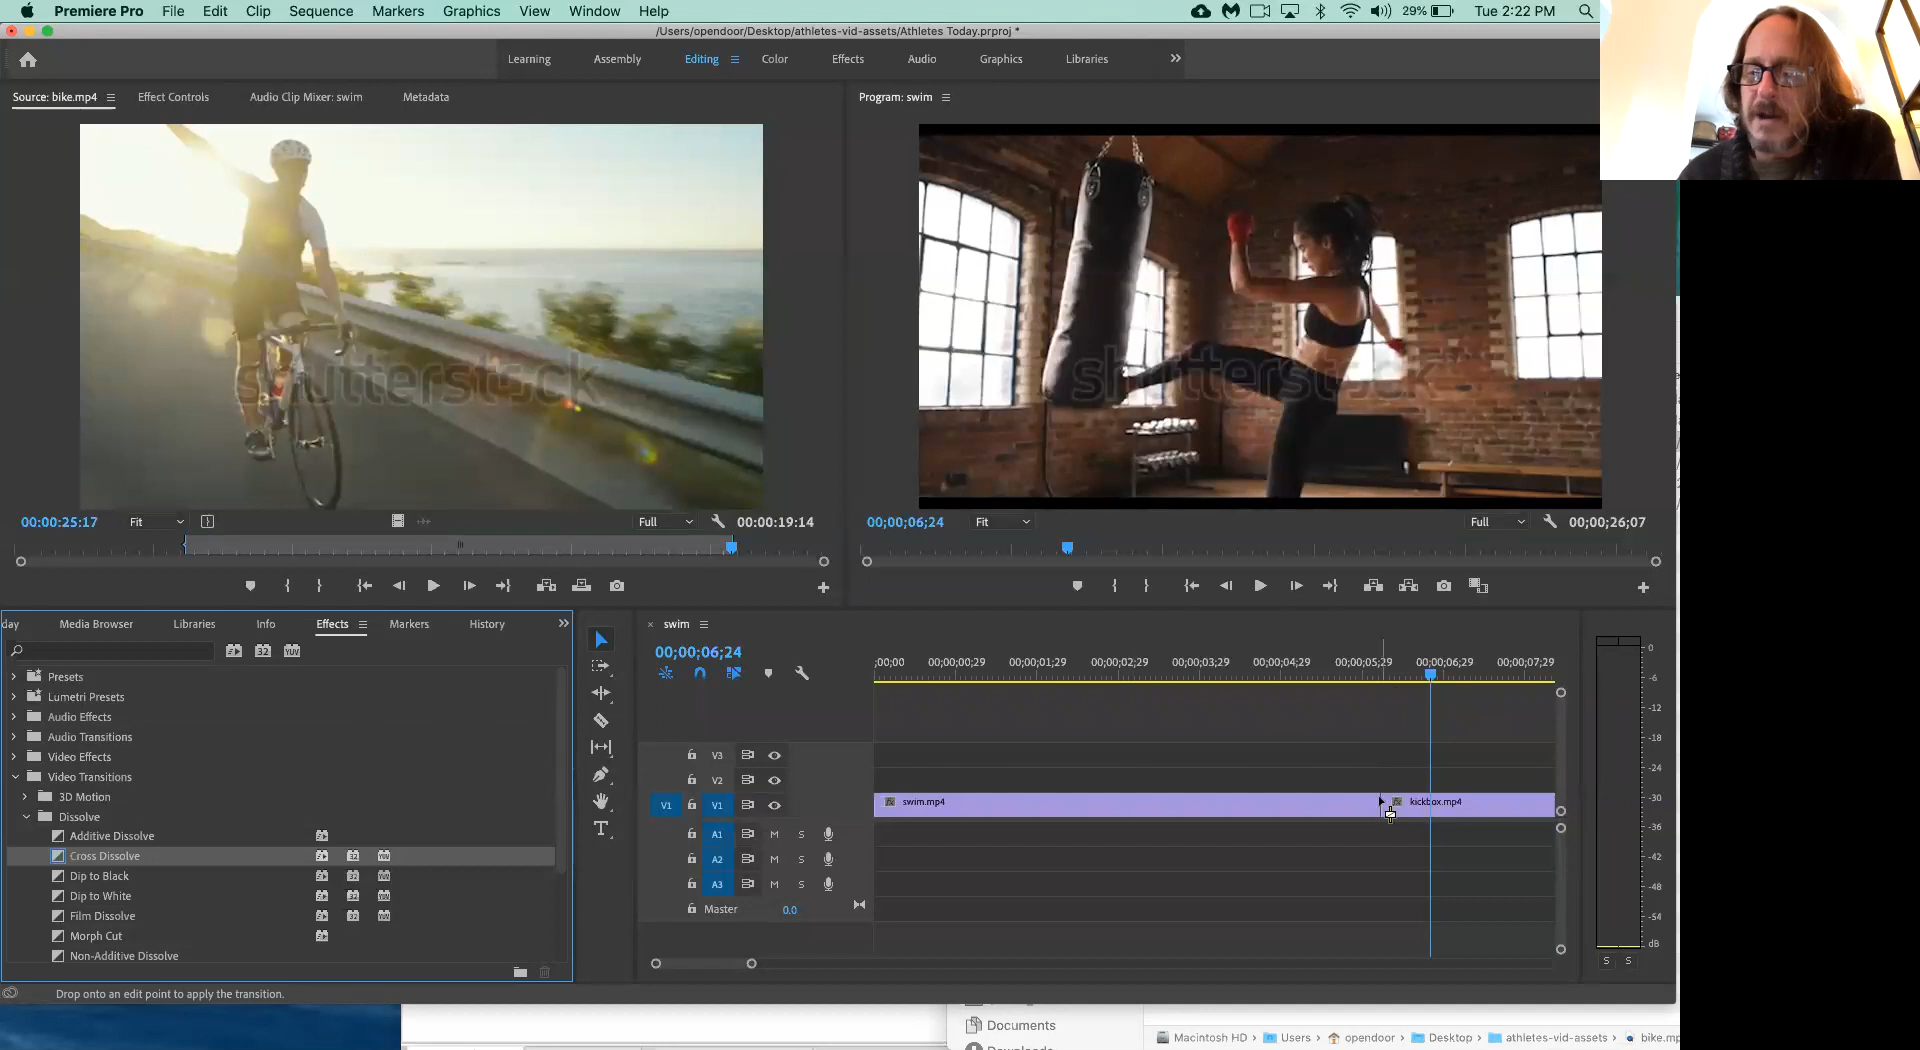 Premiere Pro File Edit Clip Sequence Markers Graphics View Window Help 29% Tue 2:22 PM
/Users/opendoor/Desktop/athletes-vid-assets/Athletes Today.prproj *
Learning Assembly Editing Color Effects Audio Graphics Libraries
Source: bike.mp4 Effect Controls Audio Clip Mixer: swim Metadata
Program: swim
shutterstock
shutterstock
00:00:25:17 Fit Full 00:00:19:14
00;00;06;24 Fit Full 00;00;26;07
day Media Browser Libraries Info Effects Markers History
32 YUV
Presets
Lumetri Presets
Audio Effects
Audio Transitions
Video Effects
Video Transitions
3D Motion
Dissolve
Additive Dissolve
Cross Dissolve
Dip to Black
Dip to White
Film Dissolve
Morph Cut
Non-Additive Dissolve
Drop onto an edit point to apply the transition.
× swim
00;00;06;24
;00;00 00;00;00;29 00;00;01;29 00;00;02;29 00;00;03;29 00;00;04;29 00;00;05;29 00;00;06;29 00;00;07;29
V3
V2
V1 V1 fx swim.mp4 fx kickbox.mp4
A1 M S
A2 M S
A3 M S
Master 0.0
0
-6
-12
-18
-24
-30
-36
-42
-48
-54
dB
S S
Documents
Macintosh HD › Users › opendoor › Desktop › athletes-vid-assets › bike.mp